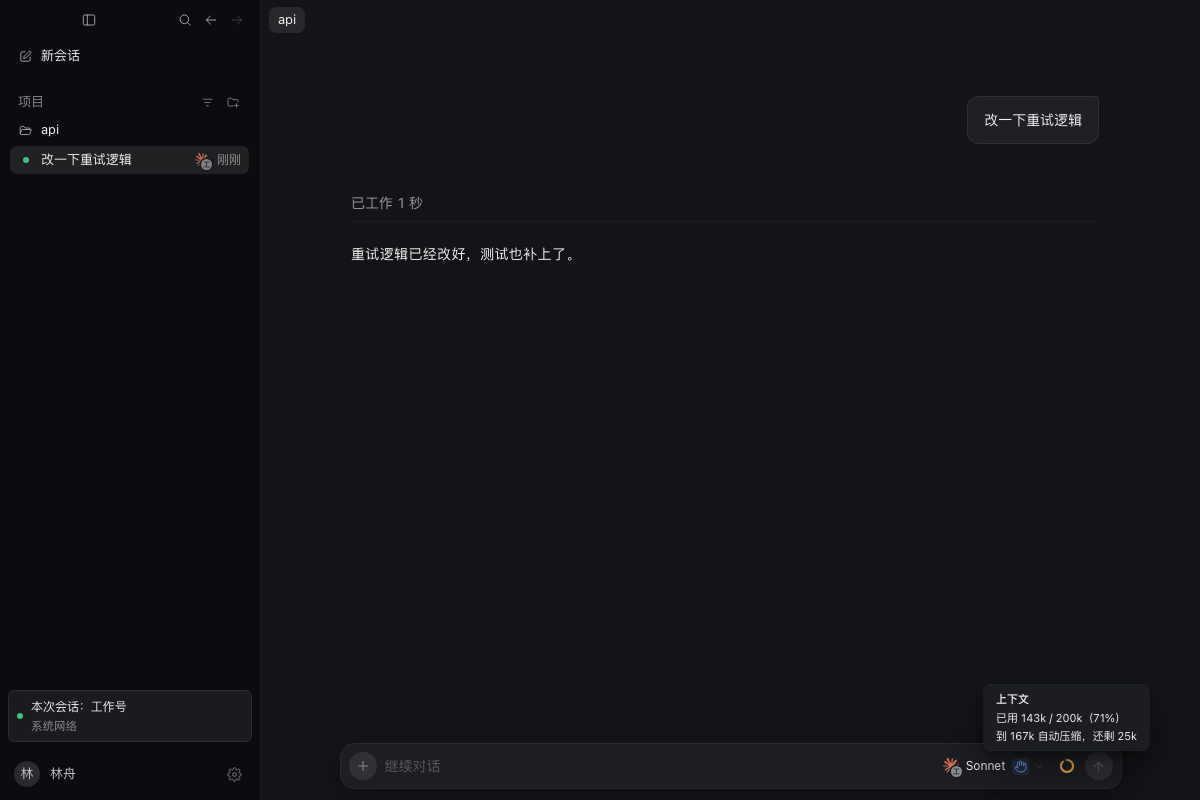 api
新会话
项目
api
改一下重试逻辑
工
刚刚
改一下重试逻辑
已工作 1 秒
重试逻辑已经改好，测试也补上了。
上下文
已用 143k / 200k（71%）
到 167k 自动压缩，还剩 25k
本次会话：工作号
系统网络
继续对话
工
Sonnet
林
林舟